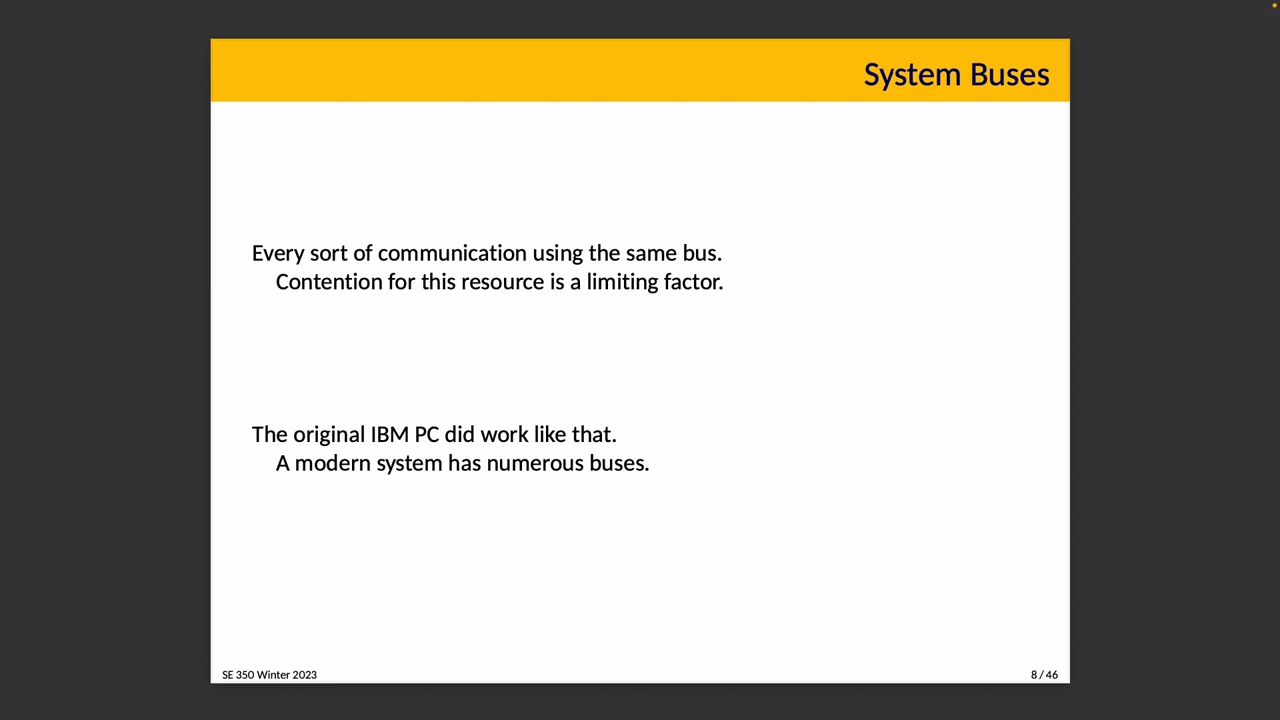 System Buses
Every sort of communication using the same bus.
Contention for this resource is a limiting factor.
The original IBM PC did work like that.
A modern system has numerous buses.
SE 350 Winter 2023
8 / 46